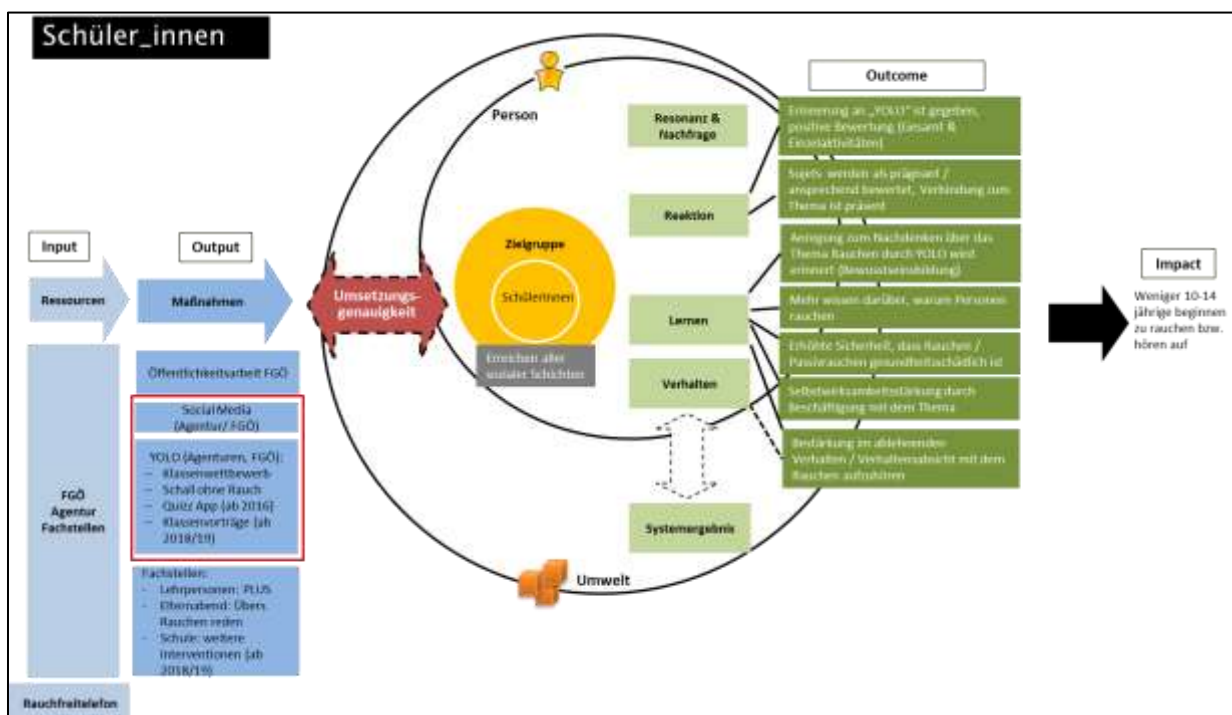 Schüler_innen
Input
Ressourcen
FGÖ
Agentur
Fachstellen
Rauchfreitelefon
Output
Maßnahmen
Öffentlichkeitsarbeit FGÖ
Social Media
(Agentur/ FGÖ)
YOLO (Agenturen, FGÖ):
– Klassenwettbewerb
– Schall ohne Rauch
– Quizz App (ab 2016)
– Klassenvorträge (ab
2018/19)
Fachstellen:
- Lehrpersonen: PLUS
- Elternabend: Übers
Rauchen reden
- Schule: weitere
Interventionen (ab
2018/19)
Umsetzungs-
genauigkeit
Person
Zielgruppe
SchülerInnen
Erreichen aller
sozialer Schichten
Umwelt
Resonanz &
Nachfrage
Reaktion
Lernen
Verhalten
Systemergebnis
Outcome
Erinnerung an „YOLO" ist gegeben,
positive Bewertung (Gesamt &
Einzelaktivitäten)
Sujets werden als prägnant /
ansprechend bewertet, Verbindung zum
Thema ist präsent
Anregung zum Nachdenken über das
Thema Rauchen durch YOLO wird
erinnert (Bewusstseinsbildung)
Mehr wissen darüber, warum Personen
rauchen
Erhöhte Sicherheit, dass Rauchen /
Passivrauchen gesundheitsschädlich ist
Selbstwirksamkeitsstärkung durch
Beschäftigung mit dem Thema
Bestärkung im ablehnenden
Verhalten / Verhaltensabsicht mit dem
Rauchen aufzuhören
Impact
Weniger 10-14
jährige beginnen
zu rauchen bzw.
hören auf